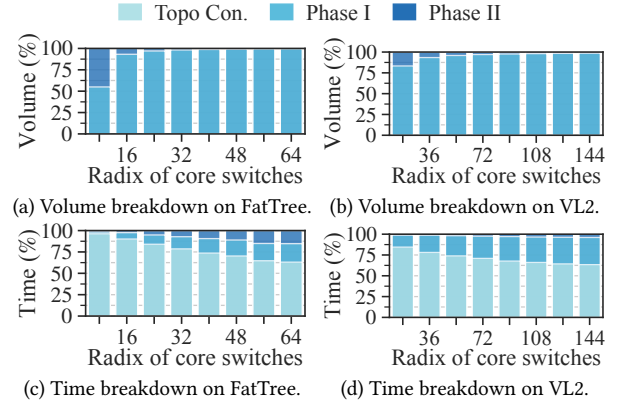 Topo Con. Phase I Phase II
Volume (%)
100
75
50
25
0
16 32 48 64
Radix of core switches
(a) Volume breakdown on FatTree.
Volume (%)
100
75
50
25
0
36 72 108 144
Radix of core switches
(b) Volume breakdown on VL2.
Time (%)
100
75
50
25
0
16 32 48 64
Radix of core switches
(c) Time breakdown on FatTree.
Time (%)
100
75
50
25
0
36 72 108 144
Radix of core switches
(d) Time breakdown on VL2.